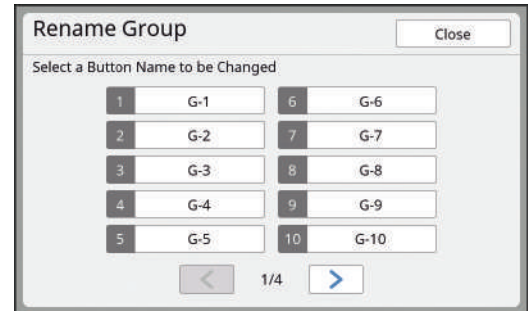 Rename Group
Close
Select a Button Name to be Changed
1 G-1 6 G-6
2 G-2 7 G-7
3 G-3 8 G-8
4 G-4 9 G-9
5 G-5 10 G-10
< 1/4 >